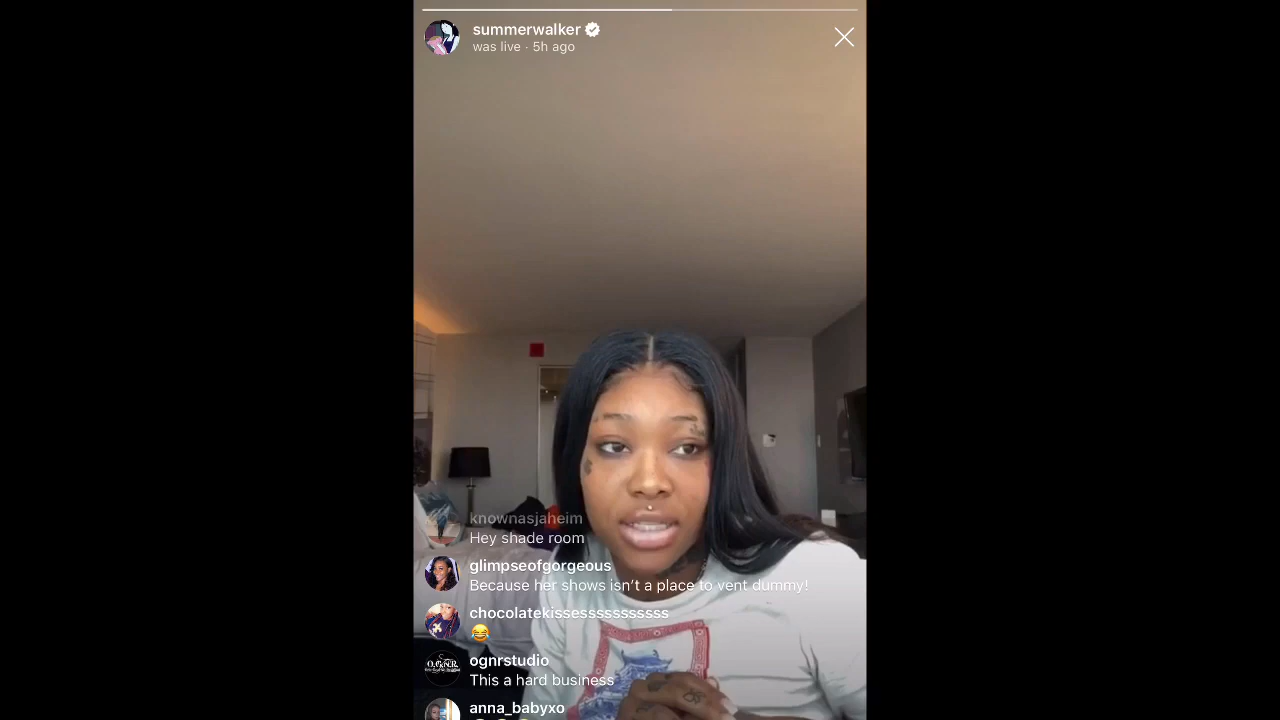 summerwalker
was live · 5h ago
knownasjaheim
Hey shade room
glimpseofgorgeous
Because her shows isn't a place to vent dummy!
chocolatekissesssssssssss
😂
ognrstudio
This a hard business
anna_babyxo